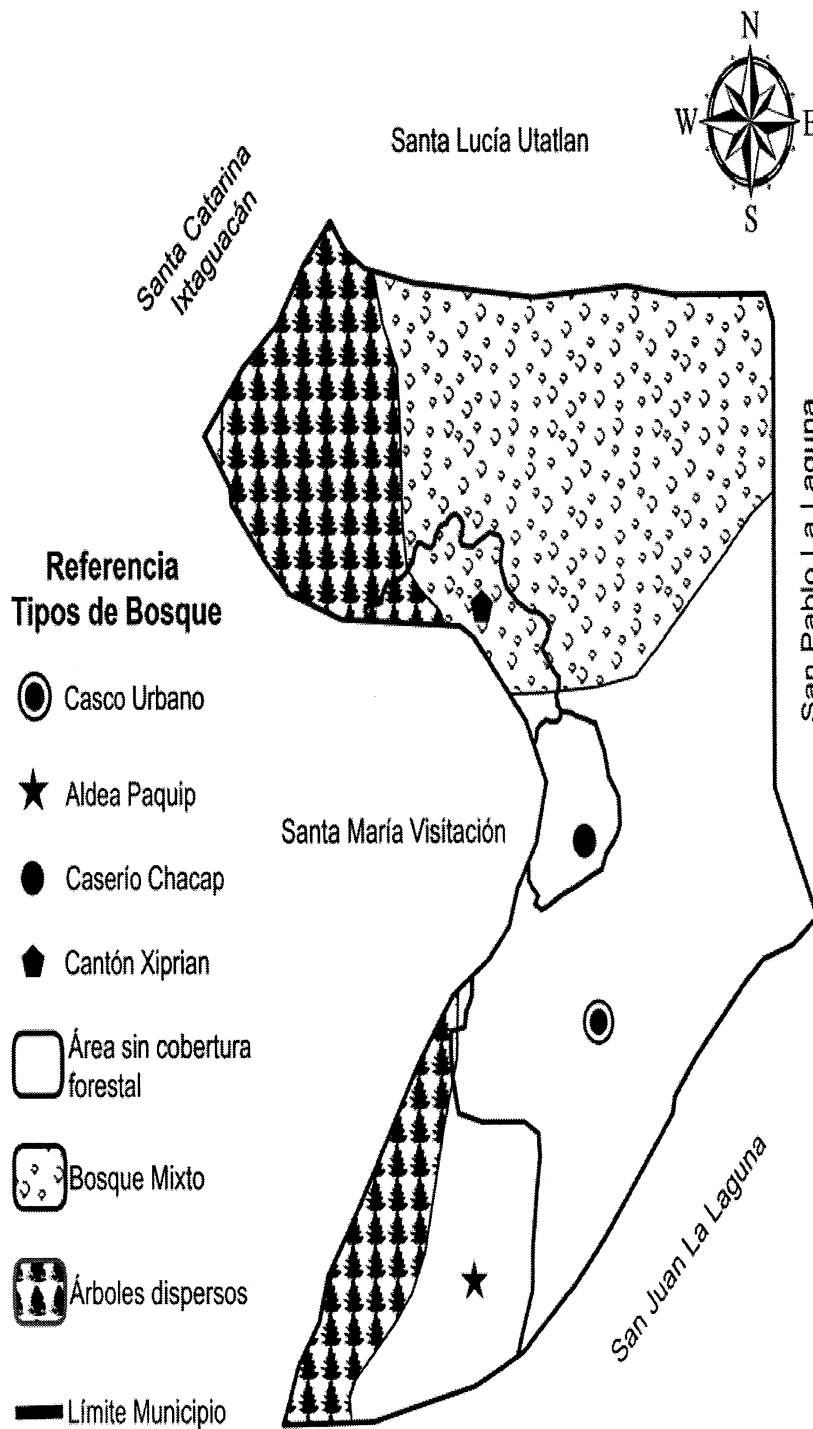 N
W
E
S
Santa Lucía Utatlan
Santa Catarina
Ixtaguacán
San Pablo La Laguna
Referencia
Tipos de Bosque
Casco Urbano
Aldea Paquip
Santa María Visitación
Caserío Chacap
Cantón Xiprian
Área sin cobertura
forestal
Bosque Mixto
Árboles dispersos
San Juan La Laguna
Límite Municipio